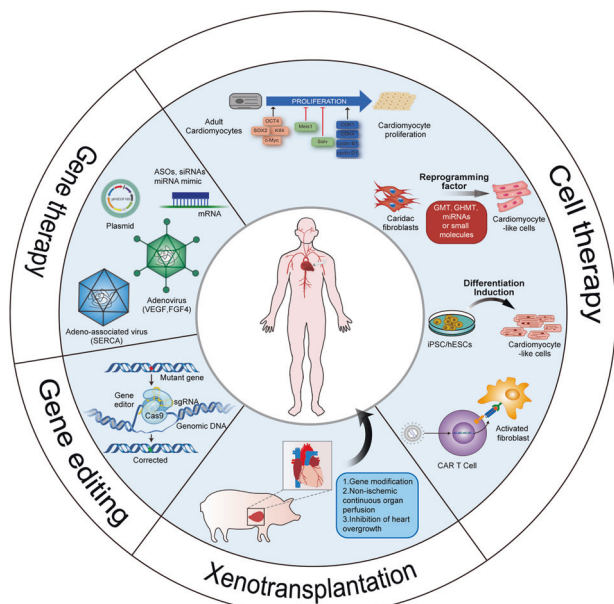 Gene therapy
Cell therapy
Gene editing
Xenotransplantation
PROLIFERATION
Adult
Cardiomyocytes
OCT4
SOX2
Klf4
c-Myc
Meis1
Salv
Cardiomyocyte
proliferation
ASOs, siRNAs
miRNA mimic
mRNA
Plasmid
Adenovirus
(VEGF,FGF4)
Adeno-associated virus
(SERCA)
Reprogramming
factor
Caridac
fibroblasts
GMT, GHMT,
miRNAs
or small
molecules
Cardiomyocyte
-like cells
Differentiation
Induction
iPSC/hESCs
Cardiomyocyte
-like cells
CAR T Cell
Activated
fibroblast
Mutant gene
Gene
editor
sgRNA
Cas9
Genomic DNA
Corrected
1.Gene modification
2.Non-ischemic
continuous organ
perfusion
3.Inhibition of heart
overgrowth